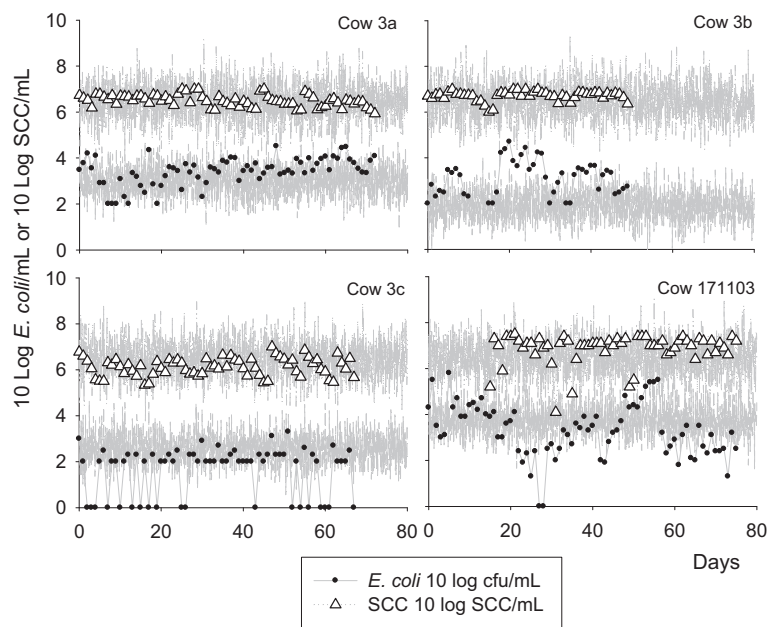 10 Log E. coli/mL or 10 Log SCC/mL
10
8
6
4
2
0
Cow 3a
Cow 3b
10
8
6
4
2
0
0 20 40 60 80
Cow 3c
0 20 40 60 80
Cow 171103
Days
E. coli 10 log cfu/mL
SCC 10 log SCC/mL